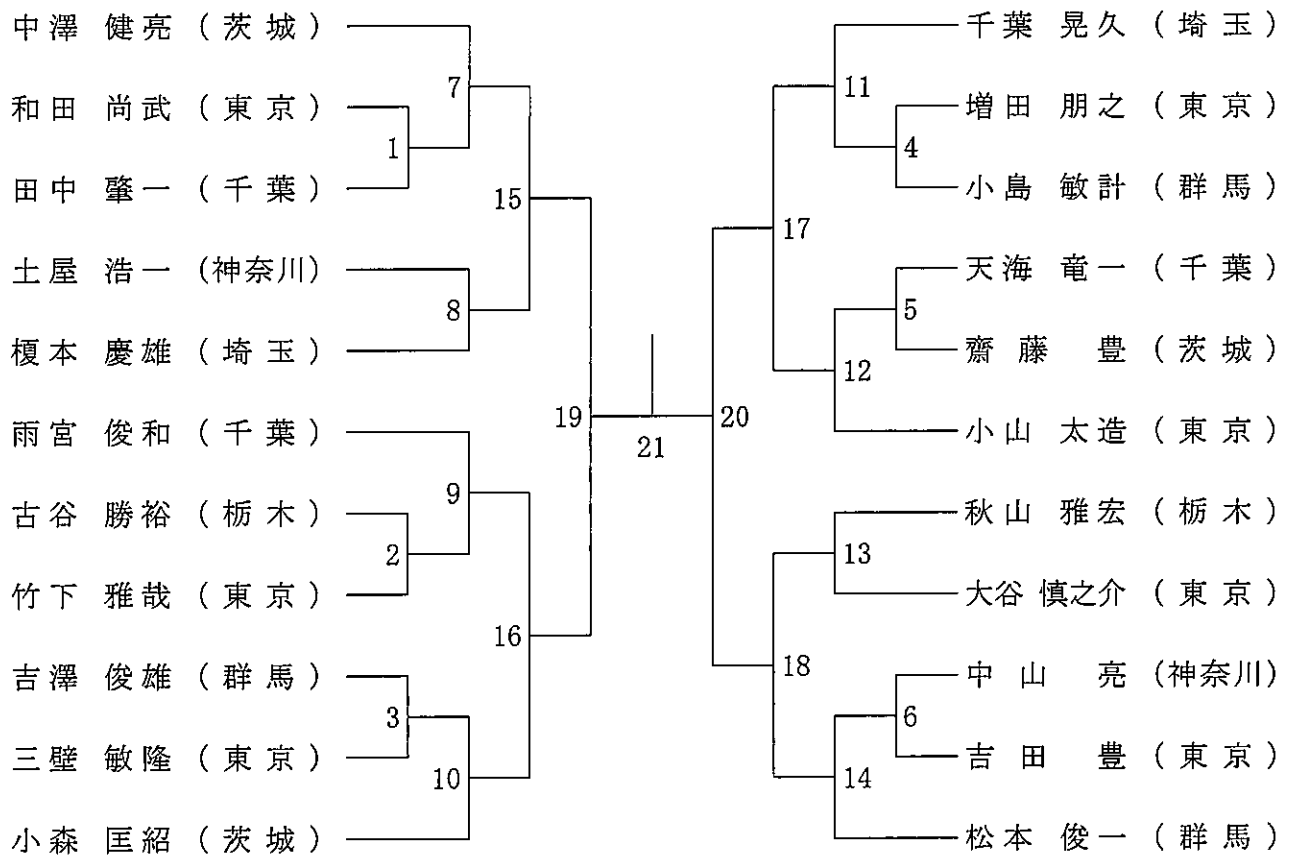 中澤 健亮 (茨城)
7
和田 尚武 (東京)
1
田中 肇一 (千葉)
15
土屋 浩一 (神奈川)
8
榎本 慶雄 (埼玉)
19
雨宮 俊和 (千葉)
9
古谷 勝裕 (栃木)
2
竹下 雅哉 (東京)
16
吉澤 俊雄 (群馬)
3
三壁 敏隆 (東京)
10
小森 匡紹 (茨城)
21
千葉 晃久 (埼玉)
11
増田 朋之 (東京)
4
小島 敏計 (群馬)
17
天海 竜一 (千葉)
5
齋藤 豊 (茨城)
12
小山 太造 (東京)
20
秋山 雅宏 (栃木)
13
大谷 慎之介 (東京)
18
中山 亮 (神奈川)
6
吉田 豊 (東京)
14
松本 俊一 (群馬)